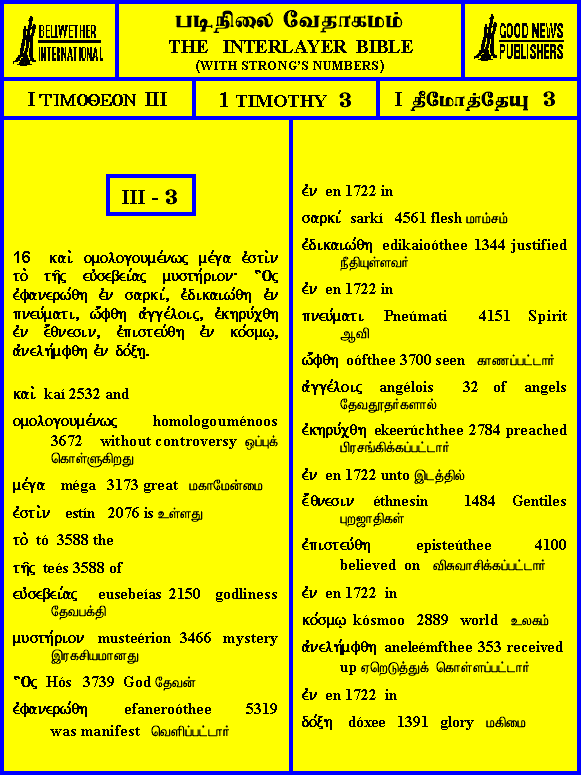 BELLWETHER
INTERNATIONAL
படிநிலை வேதாகமம்
THE INTERLAYER BIBLE
(WITH STRONG'S NUMBERS)
GOOD NEWS
PUBLISHERS
I ΤΙΜΟΘΕΟΝ III
1 TIMOTHY 3
I தீமோத்தேயு 3
III - 3
16 καὶ ομολογουμένως μέγα ἐστὶν
τὸ τῆς εὐσεβείας μυστήριον· Ὃς
ἐφανερώθη ἐν σαρκί, ἐδικαιώθη ἐν
πνεύματι, ὤφθη ἀγγέλοις, ἐκηρύχθη
ἐν ἔθνεσιν, ἐπιστεύθη ἐν κόσμῳ,
ἀνελήμφθη ἐν δόξῃ.
καὶ kaí 2532 and
ομολογουμένως homologouménoos
3672 without controversy ஒப்புக்
கொள்ளுகிறது
μέγα méga 3173 great மகாமேன்மை
ἐστὶν estín 2076 is உள்ளது
τὸ tó 3588 the
τῆς teés 3588 of
εὐσεβείας eusebeías 2150 godliness
தேவபக்தி
μυστήριον musteérion 3466 mystery
இரகசியமானது
Ὃς Hós 3739 God தேவன்
ἐφανερώθη efaneroóthee 5319
was manifest வெளிப்பட்டார்
ἐν en 1722 in
σαρκί sarkí 4561 flesh மாம்சம்
ἐδικαιώθη edikaioóthee 1344 justified
நீதியுள்ளவர்
ἐν en 1722 in
πνεύματι Pneúmati 4151 Spirit
ஆவி
ὤφθη oófthee 3700 seen காணப்பட்டார்
ἀγγέλοις angélois 32 of angels
தேவதூதர்களால்
ἐκηρύχθη ekeerúchthee 2784 preached
பிரசங்கிக்கப்பட்டார்
ἐν en 1722 unto இடத்தில்
ἔθνεσιν éthnesin 1484 Gentiles
புறஜாதிகள்
ἐπιστεύθη episteúthee 4100
believed on விசுவாசிக்கப்பட்டார்
ἐν en 1722 in
κόσμῳ kósmoo 2889 world உலகம்
ἀνελήμφθη aneleémfthee 353 received
up ஏறெடுத்துக் கொள்ளப்பட்டார்
ἐν en 1722 in
δόξῃ dóxee 1391 glory மகிமை